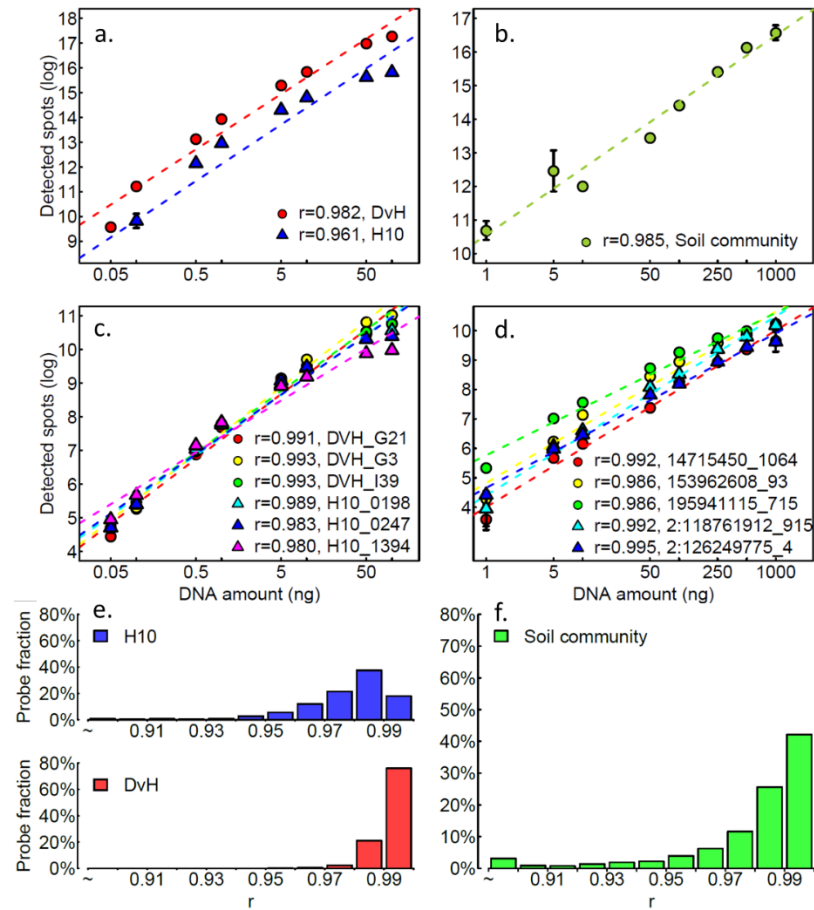 a.
Detected spots (log)
18
17
16
15
14
13
12
11
10
9
r=0.982, DvH
r=0.961, H10
0.05
0.5
5
50
b.
17
16
15
14
13
12
11
10
r=0.985, Soil community
1
5
50
250
1000
c.
Detected spots (log)
11
10
9
8
7
6
5
4
r=0.991, DVH_G21
r=0.993, DVH_G3
r=0.993, DVH_I39
r=0.989, H10_0198
r=0.983, H10_0247
r=0.980, H10_1394
0.05
0.5
5
50
DNA amount (ng)
d.
10
9
8
7
6
5
4
r=0.992, 14715450_1064
r=0.986, 153962608_93
r=0.986, 195941115_715
r=0.992, 2:118761912_915
r=0.995, 2:126249775_4
1
5
50
250
1000
DNA amount (ng)
e.
Probe fraction
80%
60%
40%
20%
0%
H10
~
0.91
0.93
0.95
0.97
0.99
Probe fraction
80%
60%
40%
20%
0%
DvH
~
0.91
0.93
0.95
0.97
0.99
r
f.
80%
70%
60%
50%
40%
30%
20%
10%
0%
Soil community
~
0.91
0.93
0.95
0.97
0.99
r